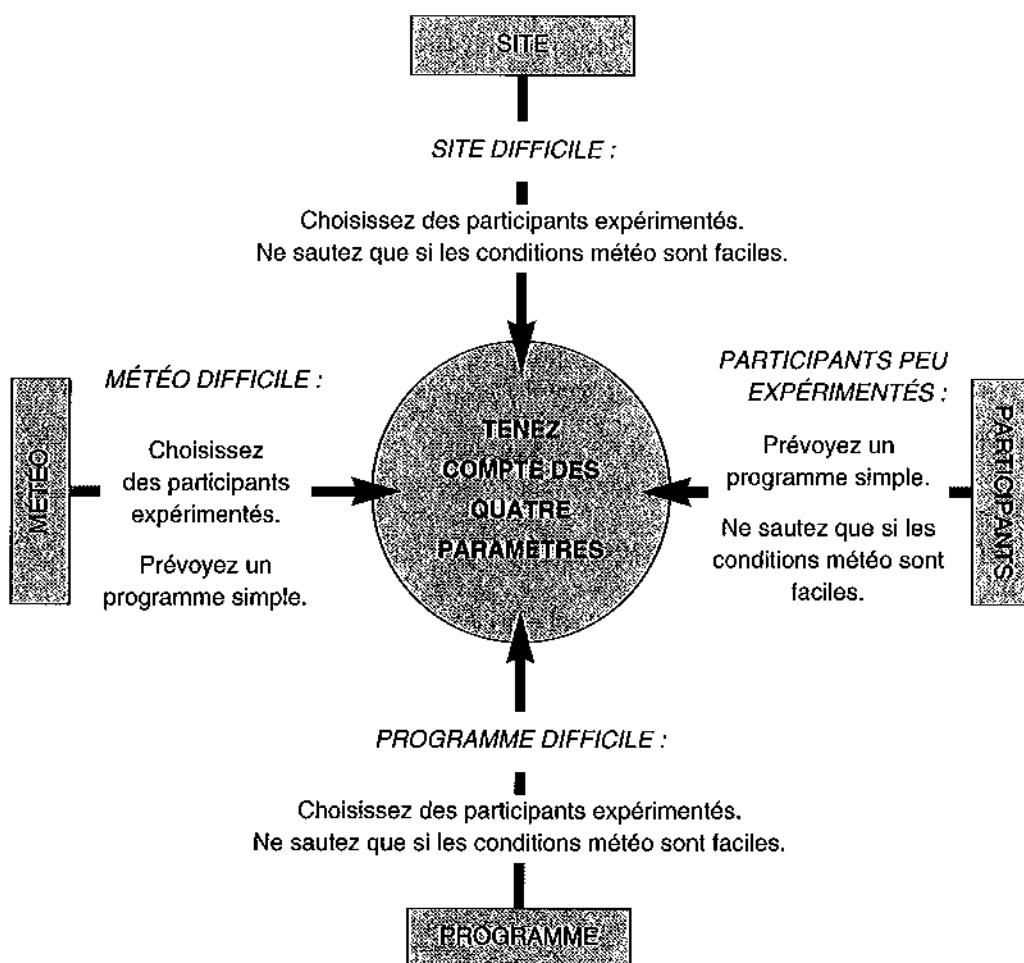 SITE
SITE DIFFICILE :
Choisissez des participants expérimentés.
Ne sautez que si les conditions météo sont faciles.
MÉTÉO
MÉTÉO DIFFICILE :
Choisissez
des participants
expérimentés.
Prévoyez un
programme simple.
TENEZ
COMPTE DES
QUATRE
PARAMÈTRES
PARTICIPANTS PEU
EXPÉRIMENTÉS :
Prévoyez un
programme simple.
Ne sautez que si les
conditions météo sont
faciles.
PARTICIPANTS
PROGRAMME DIFFICILE :
Choisissez des participants expérimentés.
Ne sautez que si les conditions météo sont faciles.
PROGRAMME